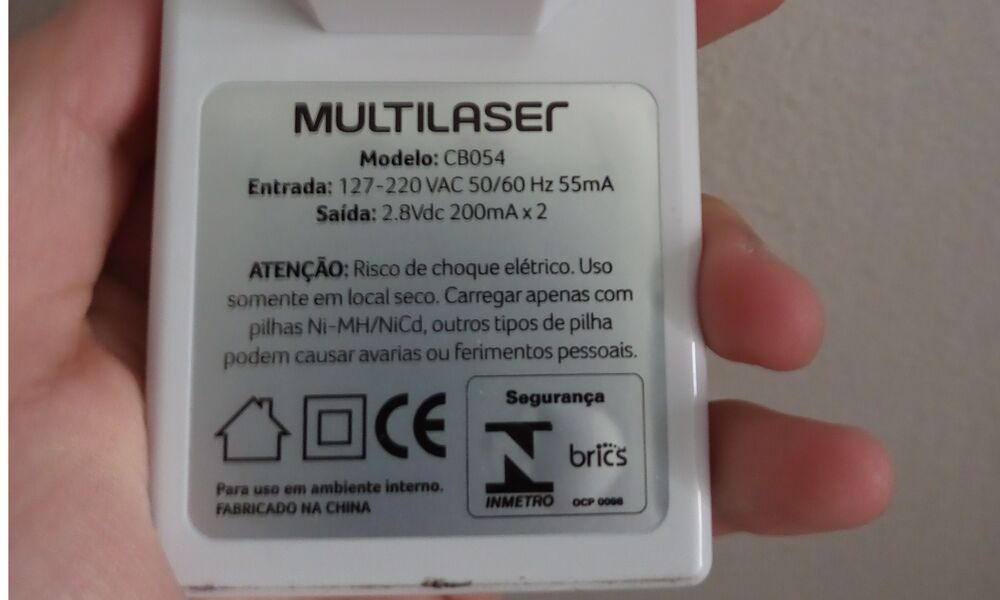 MULTILASER
Modelo: CB054
Entrada: 127-220 VAC 50/60 Hz 55mA
Saída: 2.8Vdc 200mA x 2
ATENÇÃO: Risco de choque elétrico. Uso
somente em local seco. Carregar apenas com
pilhas Ni-MH/NiCd, outros tipos de pilha
podem causar avarias ou ferimentos pessoais.
CE
Segurança
brics
INMETRO
OCP 0098
Para uso em ambiente interno.
FABRICADO NA CHINA